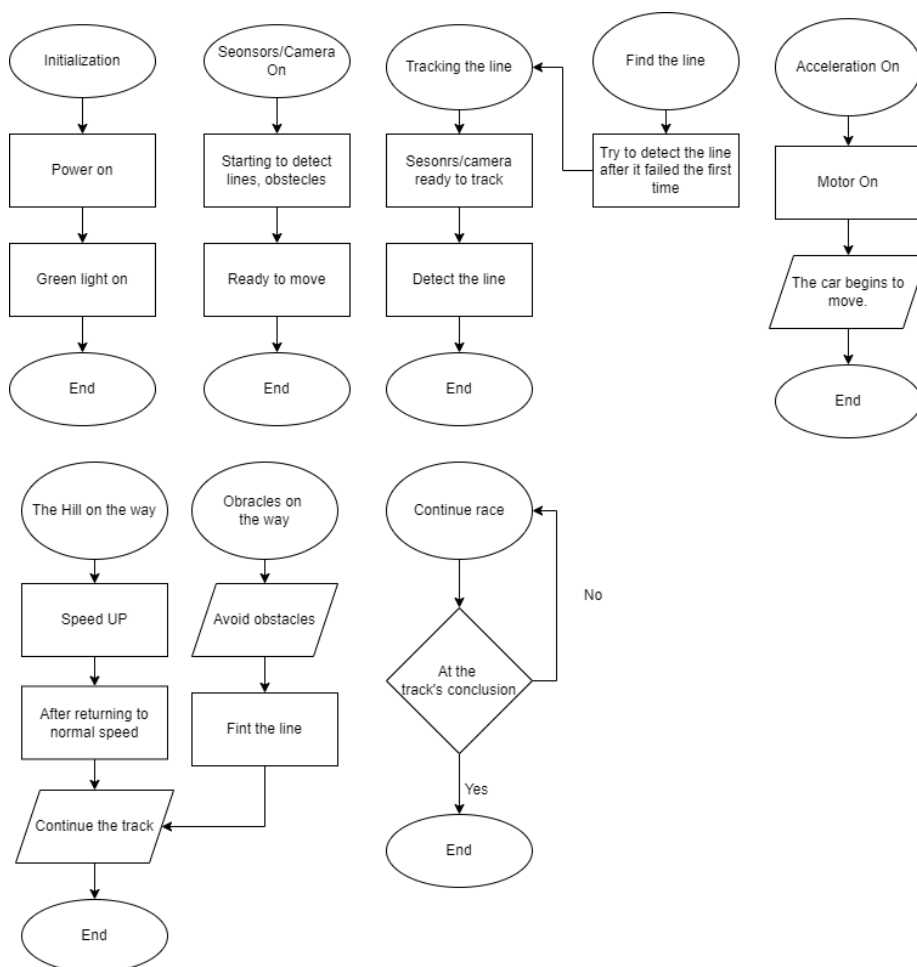 Initialization
Power on
Green light on
End
Seonsors/Camera
On
Starting to detect
lines, obstecles
Ready to move
End
Tracking the line
Sesonrs/camera
ready to track
Detect the line
End
Find the line
Try to detect the line
after it failed the first
time
Acceleration On
Motor On
The car begins to
move.
End
The Hill on the way
Speed UP
After returning to
normal speed
Continue the track
End
Obracles on
the way
Avoid obstacles
Fint the line
Continue race
At the
track's conclusion
No
Yes
End